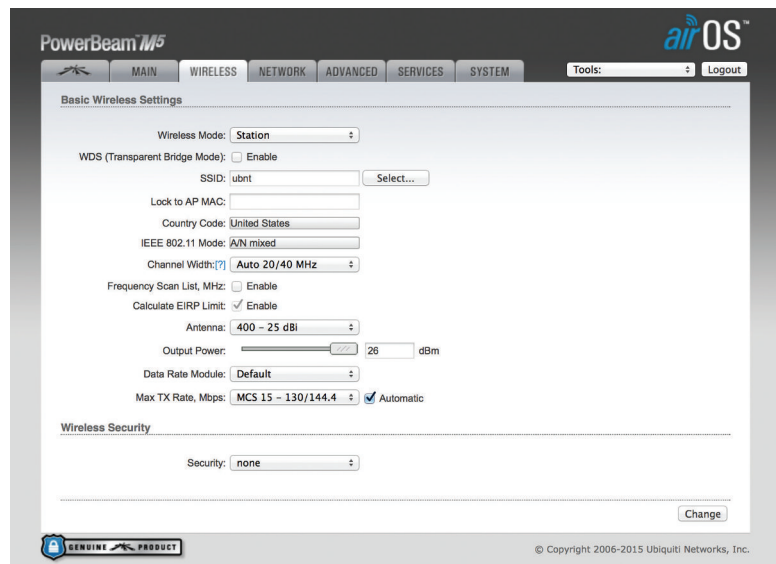 PowerBeam™ M5
airOS™
MAIN WIRELESS NETWORK ADVANCED SERVICES SYSTEM Tools: Logout
Basic Wireless Settings
Wireless Mode: Station
WDS (Transparent Bridge Mode): Enable
SSID: ubnt Select...
Lock to AP MAC:
Country Code: United States
IEEE 802.11 Mode: A/N mixed
Channel Width:[?] Auto 20/40 MHz
Frequency Scan List, MHz: Enable
Calculate EIRP Limit: Enable
Antenna: 400 - 25 dBi
Output Power: 26 dBm
Data Rate Module: Default
Max TX Rate, Mbps: MCS 15 - 130/144.4 Automatic
Wireless Security
Security: none
Change
GENUINE PRODUCT
© Copyright 2006-2015 Ubiquiti Networks, Inc.